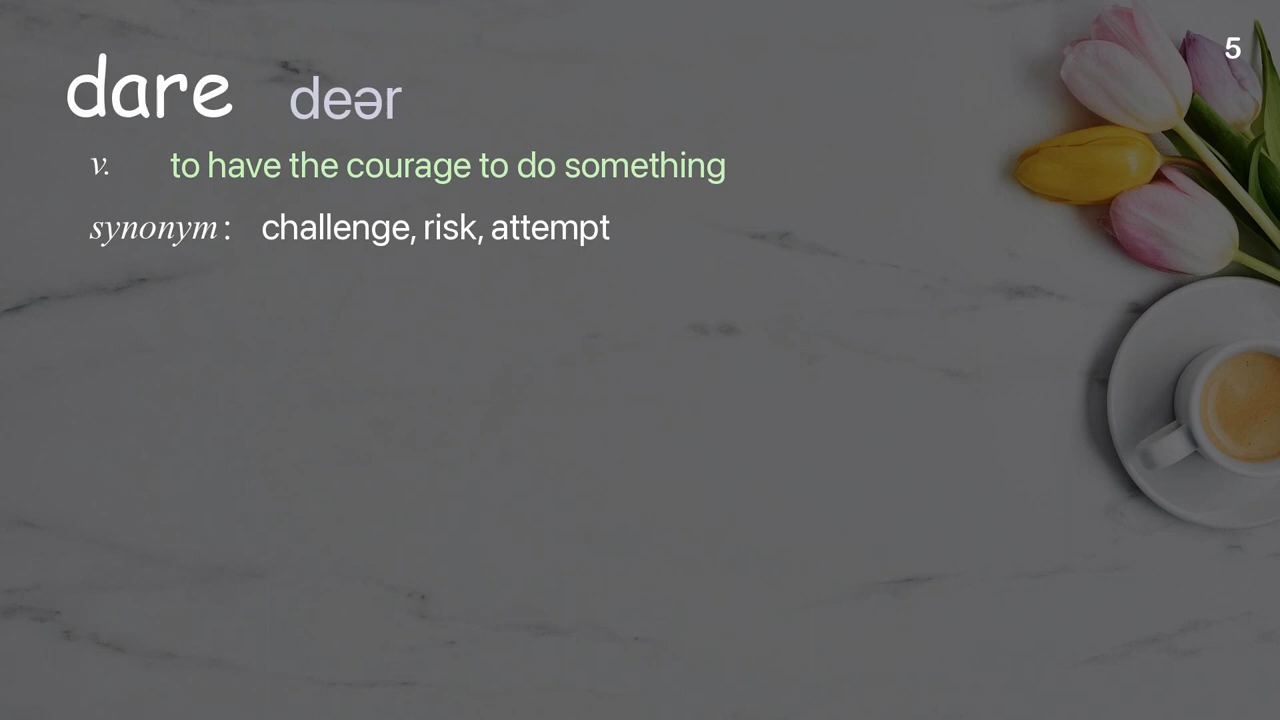 5
dare deər
v. to have the courage to do something
synonym: challenge, risk, attempt